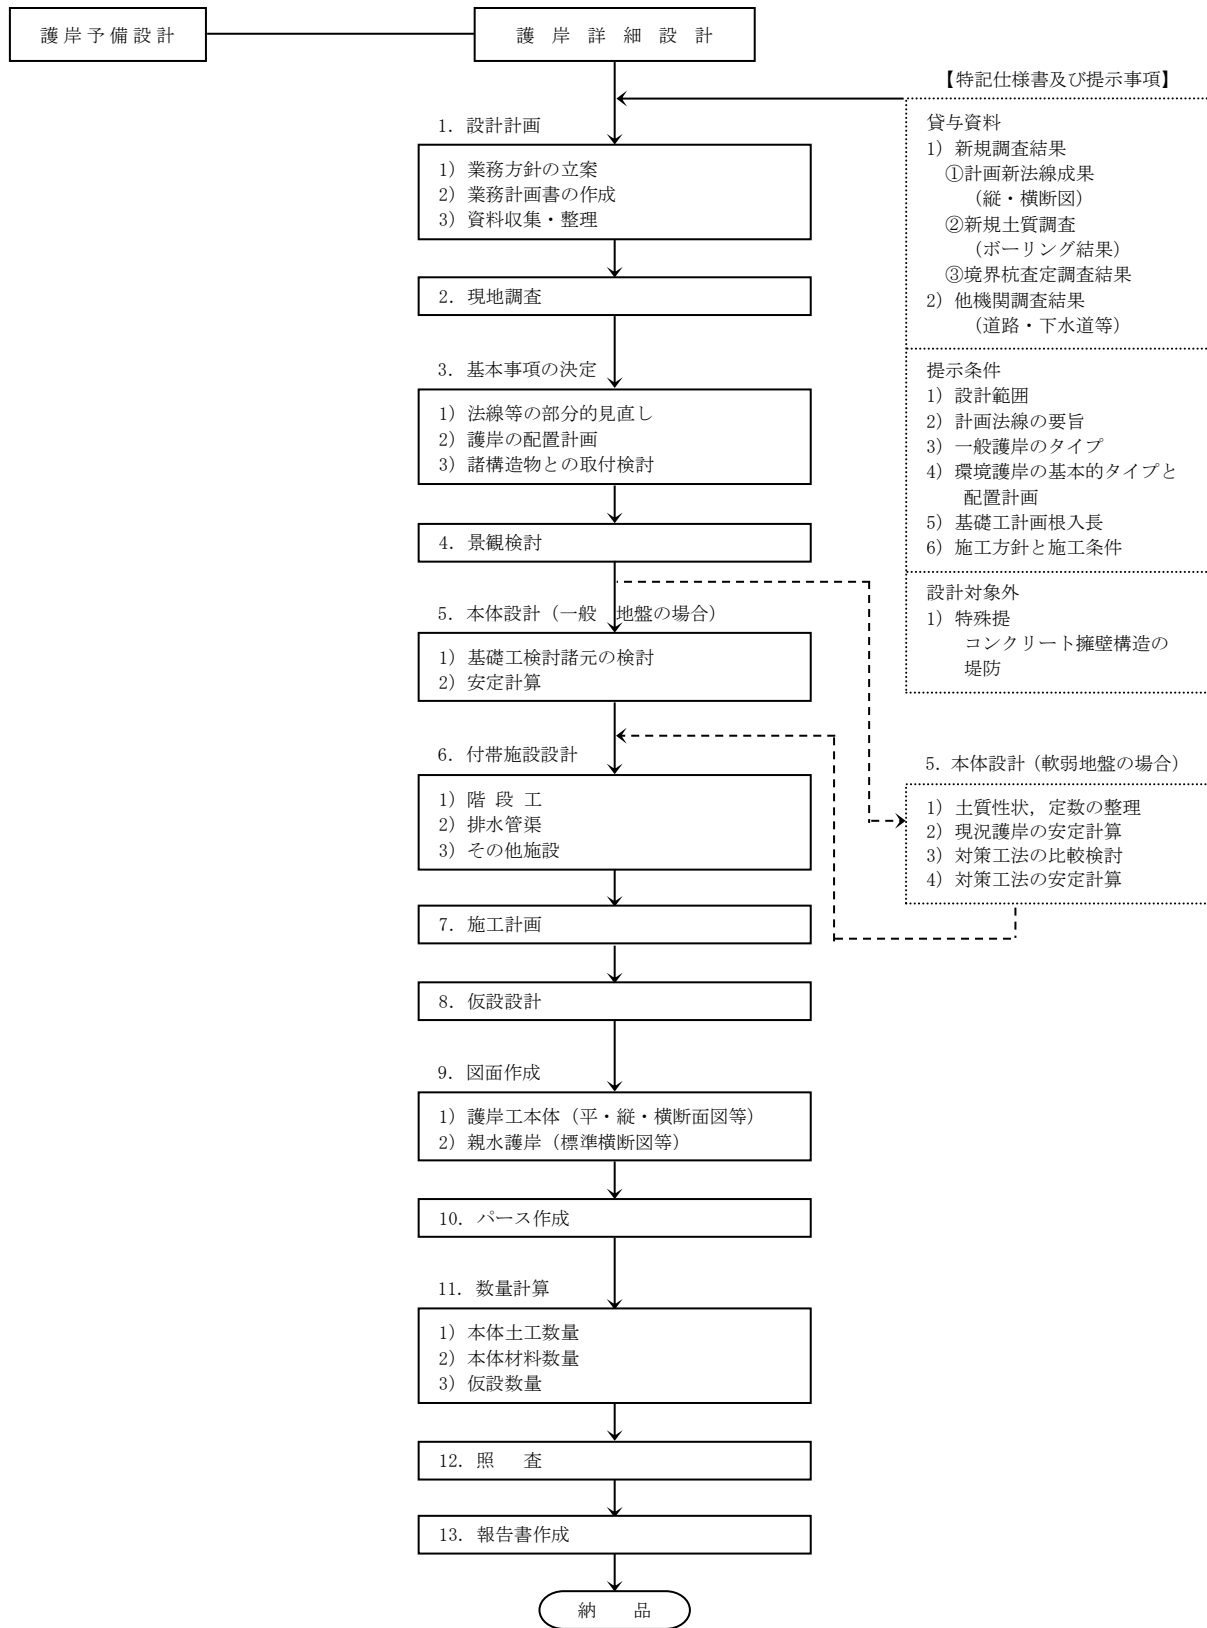 護岸予備設計
護 岸 詳 細 設 計
1. 設計計画
1) 業務方針の立案
2) 業務計画書の作成
3) 資料収集・整理
2. 現地調査
3. 基本事項の決定
1) 法線等の部分的見直し
2) 護岸の配置計画
3) 諸構造物との取付検討
4. 景観検討
5. 本体設計(一般 地盤の場合)
1) 基礎工検討諸元の検討
2) 安定計算
6. 付帯施設設計
1) 階 段 工
2) 排水管渠
3) その他施設
7. 施工計画
8. 仮設設計
9. 図面作成
1) 護岸工本体(平・縦・横断面図等)
2) 親水護岸(標準横断図等)
10. パース作成
11. 数量計算
1) 本体土工数量
2) 本体材料数量
3) 仮設数量
12. 照 査
13. 報告書作成
納 品
【特記仕様書及び提示事項】
貸与資料
1) 新規調査結果
①計画新法線成果
(縦・横断図)
②新規土質調査
(ボーリング結果)
③境界杭査定調査結果
2) 他機関調査結果
(道路・下水道等)
提示条件
1) 設計範囲
2) 計画法線の要旨
3) 一般護岸のタイプ
4) 環境護岸の基本的タイプと
配置計画
5) 基礎工計画根入長
6) 施工方針と施工条件
設計対象外
1) 特殊提
コンクリート擁壁構造の
堤防
5. 本体設計(軟弱地盤の場合)
1) 土質性状, 定数の整理
2) 現況護岸の安定計算
3) 対策工法の比較検討
4) 対策工法の安定計算